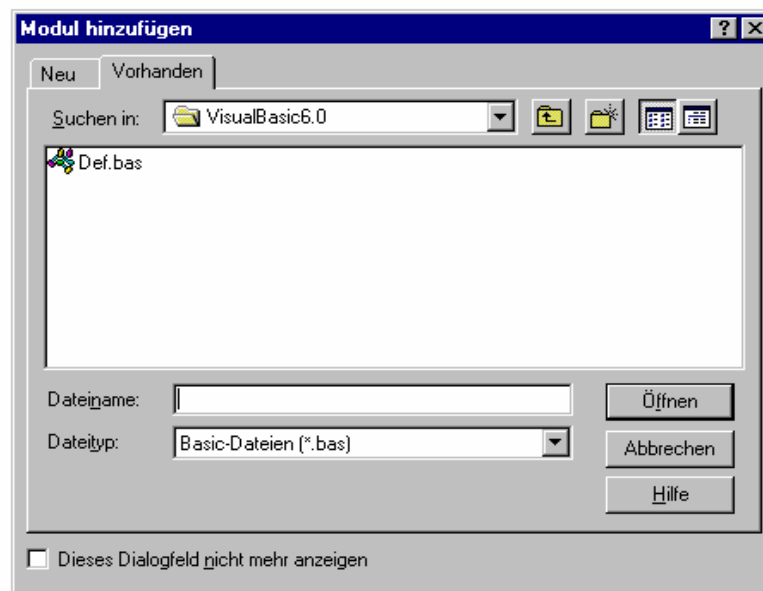 Modul hinzufügen
Neu Vorhanden
Suchen in: VisualBasic6.0
Def.bas
Dateiname: Öffnen
Dateityp: Basic-Dateien (*.bas) Abbrechen
Hilfe
Dieses Dialogfeld nicht mehr anzeigen